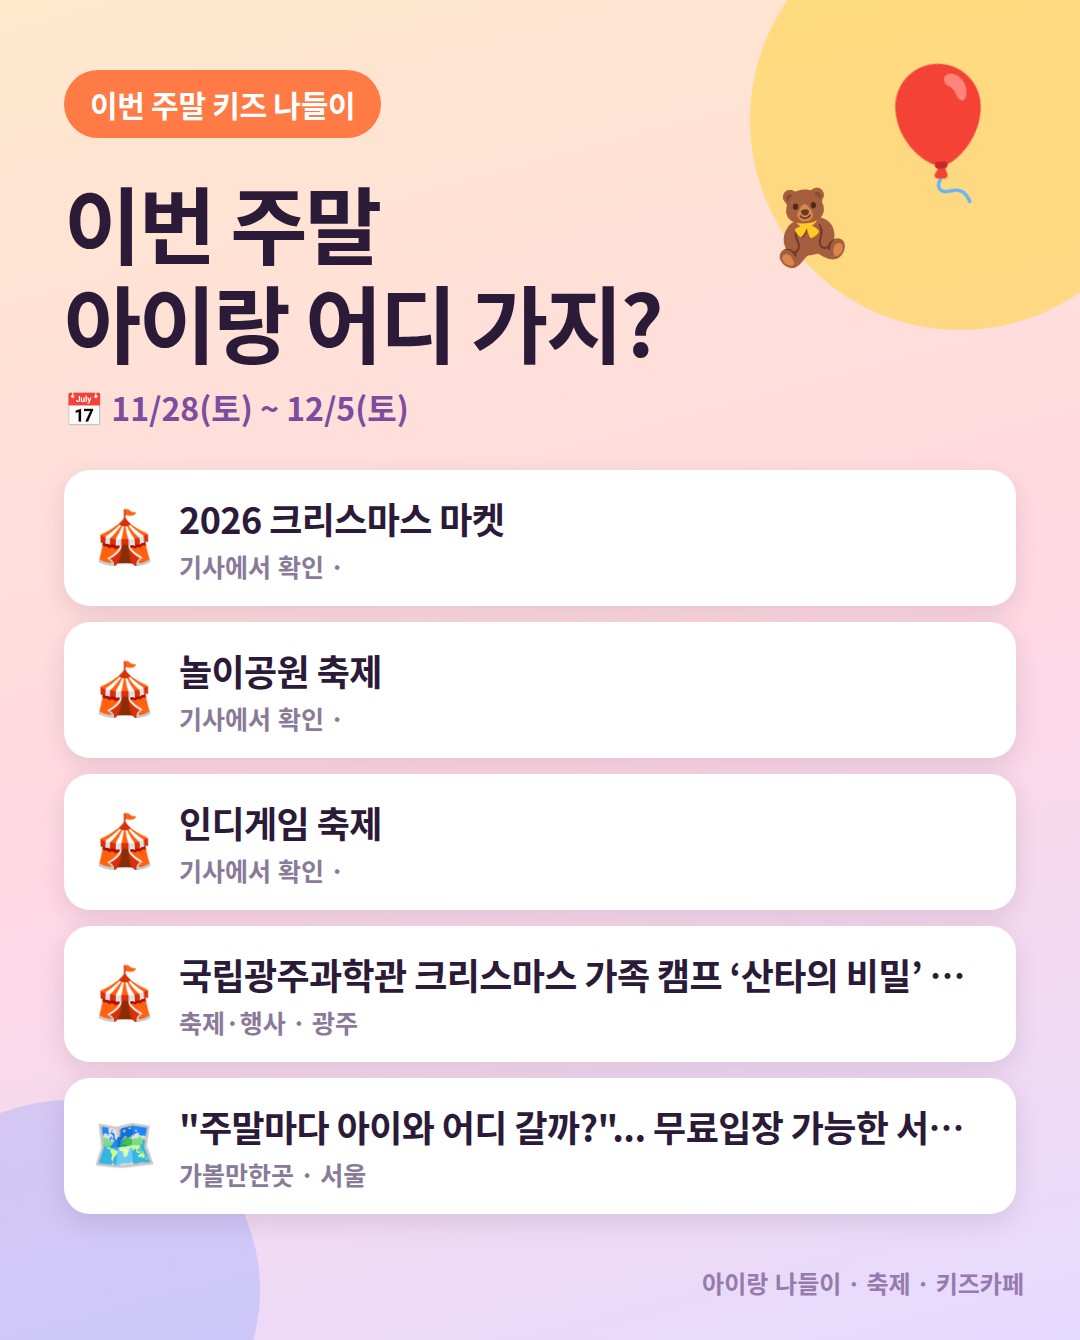 이번 주말 키즈 나들이
이번 주말
아이랑 어디 가지?
July
17
11/28(토) ~ 12/5(토)
2026 크리스마스 마켓
기사에서 확인 ·
놀이공원 축제
기사에서 확인 ·
인디게임 축제
기사에서 확인 ·
국립광주과학관 크리스마스 가족 캠프 ‘산타의 비밀’ …
축제·행사 · 광주
"주말마다 아이와 어디 갈까?"... 무료입장 가능한 서…
가볼만한곳 · 서울
아이랑 나들이 · 축제 · 키즈카페